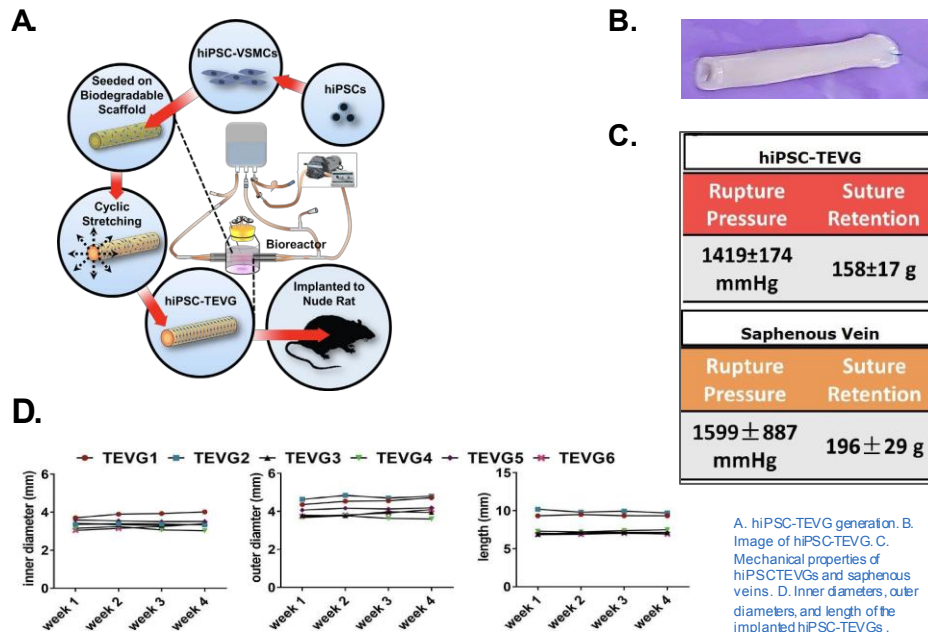 A.
hiPSC-VSMCs
hiPSCs
Seeded on
Biodegradable
Scaffold
Cyclic
Stretching
Bioreactor
hiPSC-TEVG
Implanted to
Nude Rat
B.
C.
hiPSC-TEVG
Rupture Pressure
Suture Retention
1419±174 mmHg
158±17 g
Saphenous Vein
Rupture Pressure
Suture Retention
1599±887 mmHg
196±29 g
D.
TEVG1 TEVG2 TEVG3 TEVG4 TEVG5 TEVG6
inner diameter (mm)
6
4
2
0
week 1 week 2 week 3 week 4
outer diamter (mm)
6
4
2
0
week 1 week 2 week 3 week 4
length (mm)
15
10
5
0
week 1 week 2 week 3 week 4
A. hiPSC-TEVG generation. B.
Image of hiPSC-TEVG. C.
Mechanical properties of
hiPSCTEVGs and saphenous
veins. D. Inner diameters, outer
diameters, and length of the
implanted hiPSC-TEVGs.